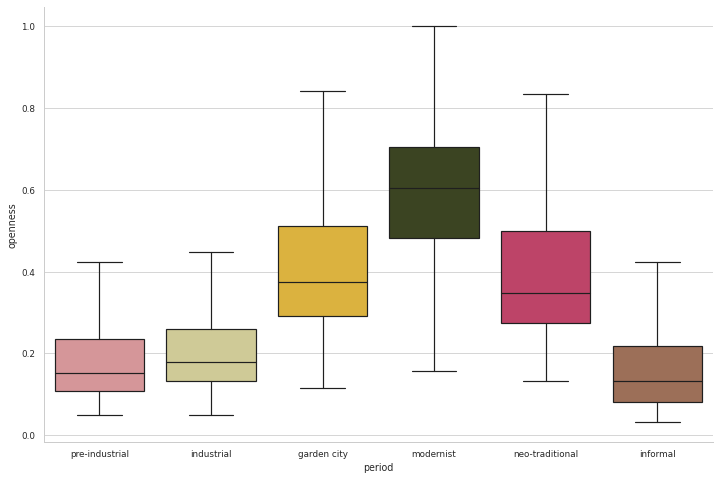 1.0
0.8
0.6
0.4
0.2
0.0
openness
pre-industrial industrial garden city modernist neo-traditional informal
period